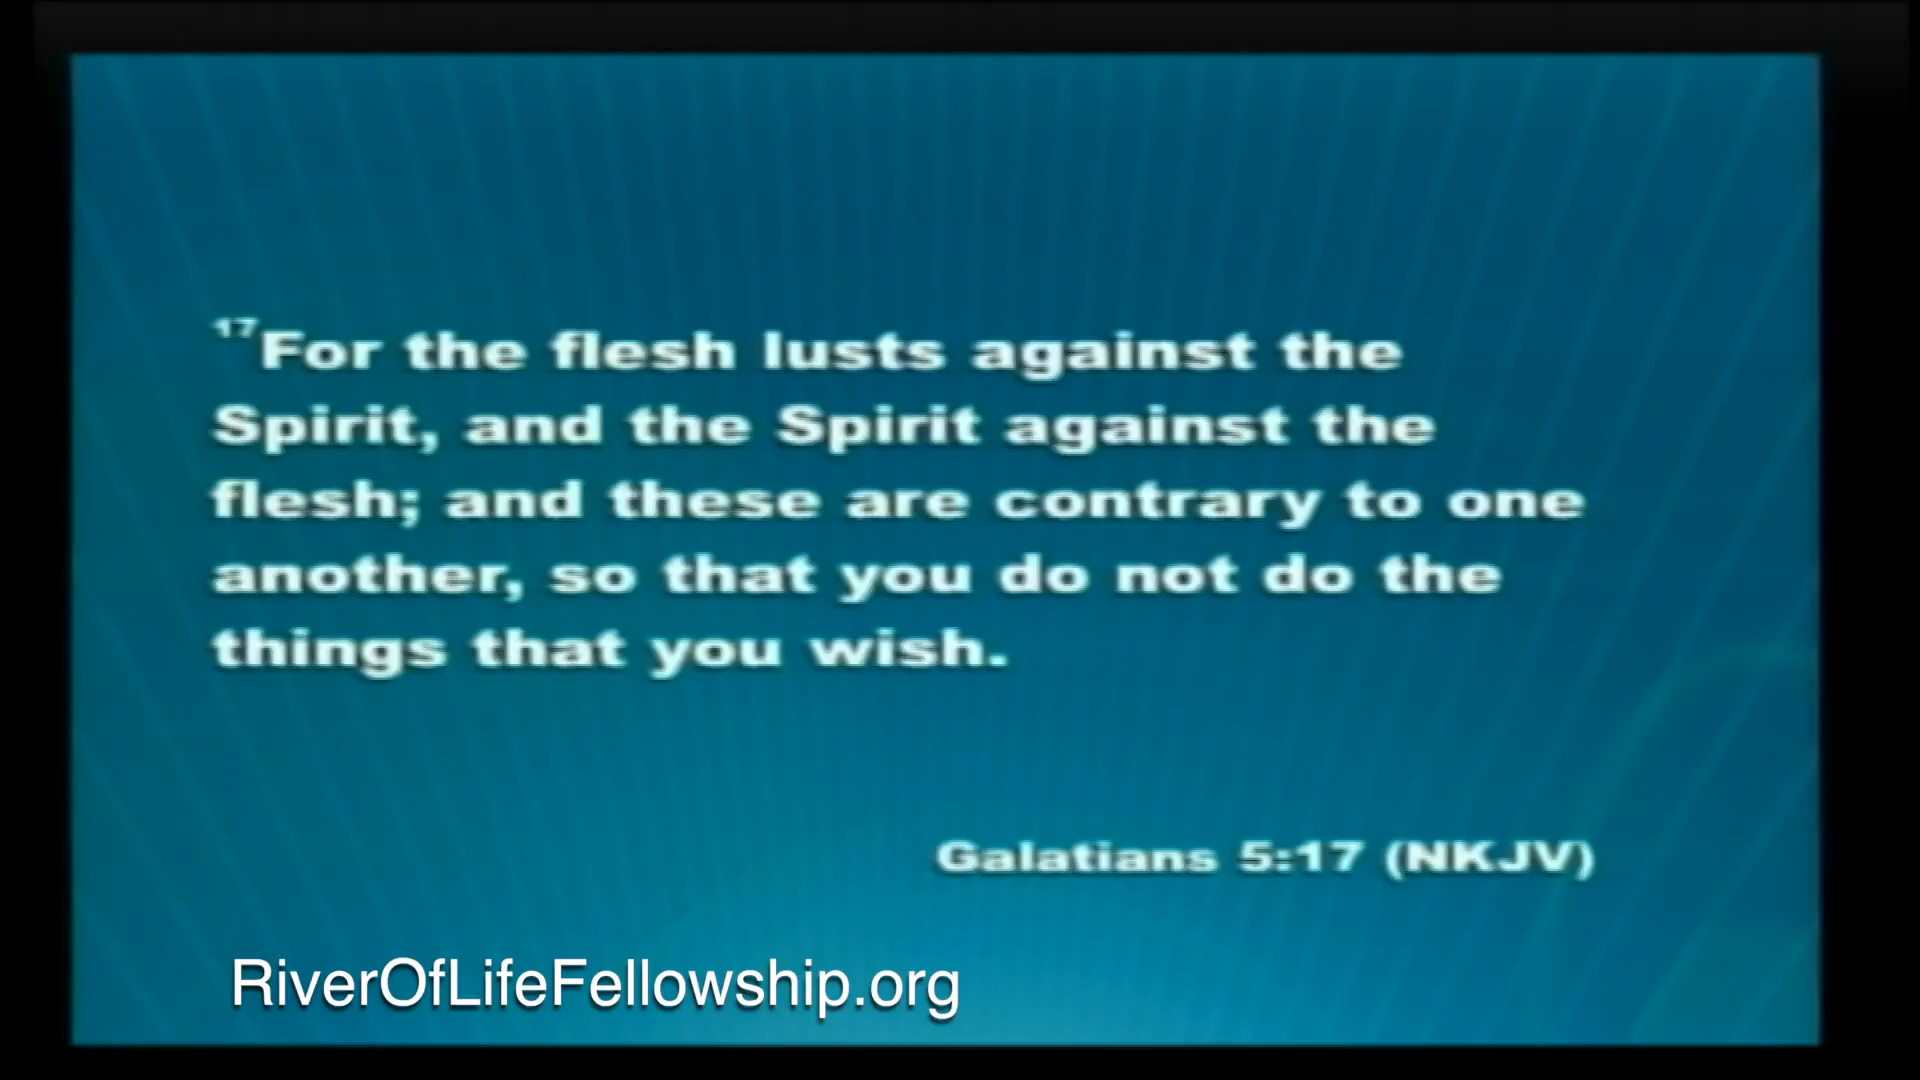 17For the flesh lusts against the
Spirit, and the Spirit against the
flesh; and these are contrary to one
another, so that you do not do the
things that you wish.
Galatians 5:17 (NKJV)
RiverOfLifeFellowship.org